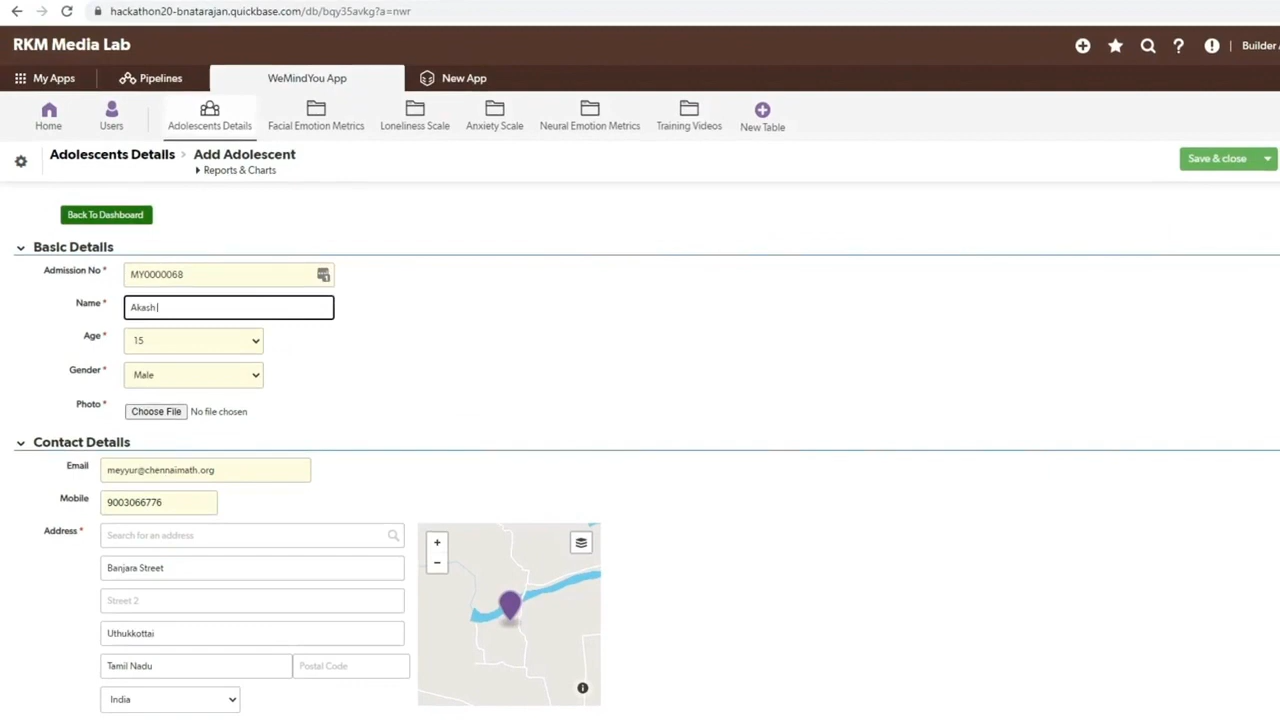 hackathon20-bnatarajan.quickbase.com/db/bqy35avkg?a=nwr
RKM Media Lab
Builder
My Apps
Pipelines
WeMindYou App
New App
Home
Users
Adolescents Details
Facial Emotion Metrics
Loneliness Scale
Anxiety Scale
Neural Emotion Metrics
Training Videos
New Table
Adolescents Details > Add Adolescent
Reports & Charts
Save & close
Back To Dashboard
Basic Details
Admission No * MY0000068
Name * Akash
Age * 15
Gender * Male
Photo * Choose File No file chosen
Contact Details
Email meyyur@chennaimath.org
Mobile 9003066776
Address * Search for an address
Banjara Street
Street 2
Uthukkottai
Tamil Nadu Postal Code
India